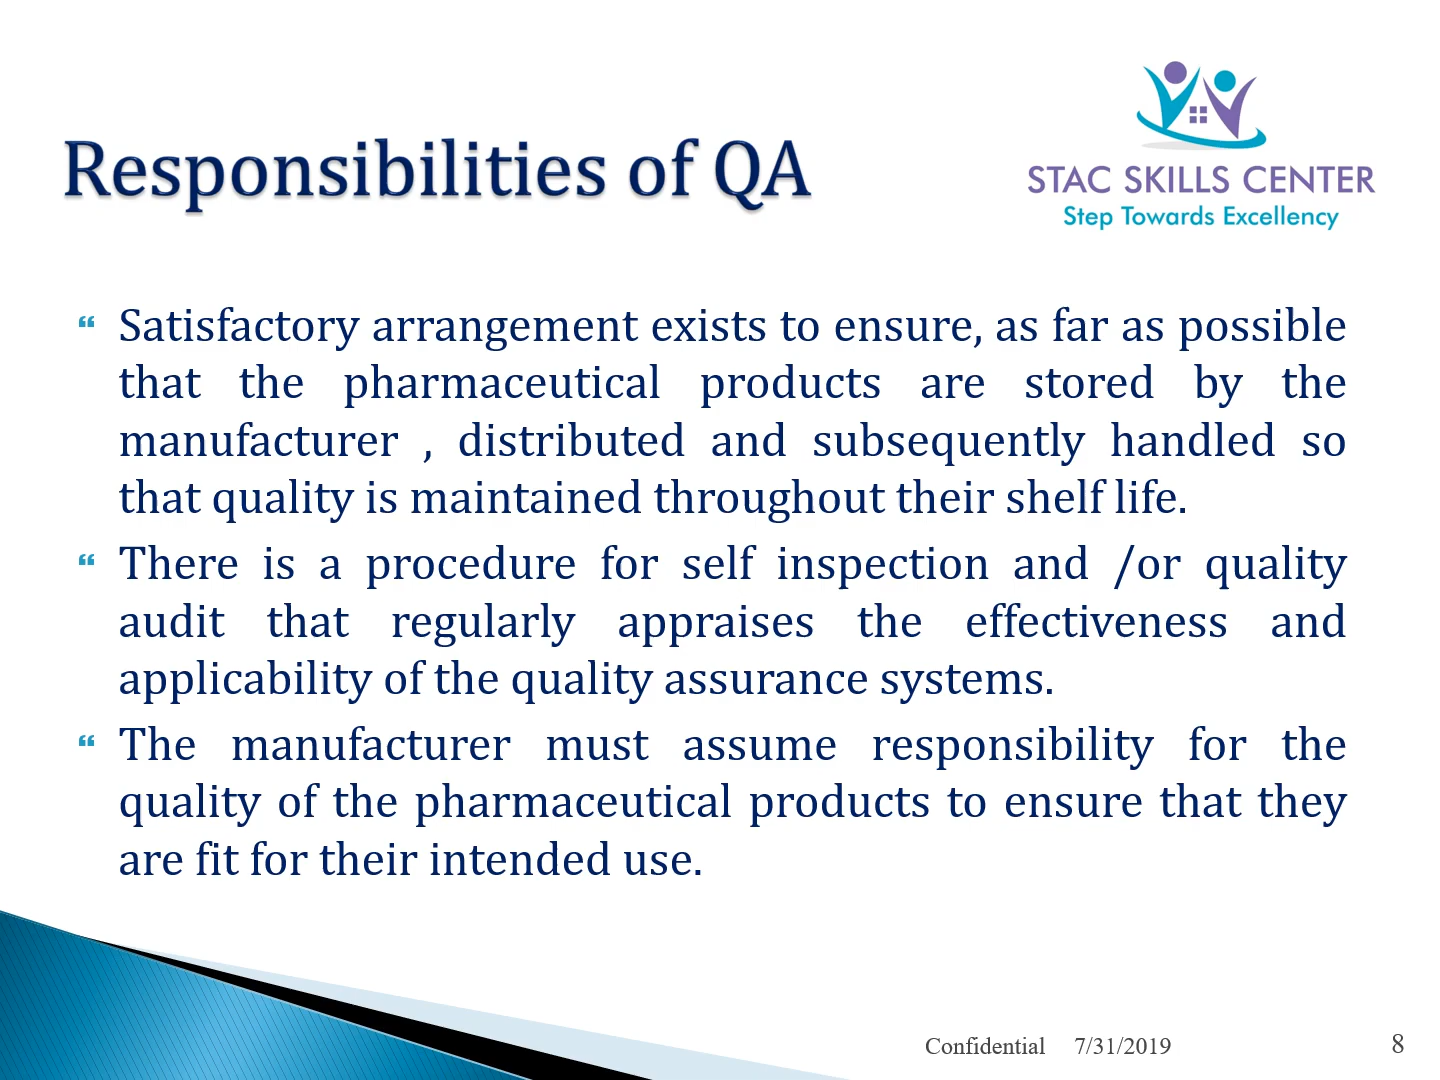 Responsibilities of QA
STAC SKILLS CENTER
Step Towards Excellency
Satisfactory arrangement exists to ensure, as far as possible
that the pharmaceutical products are stored by the
manufacturer , distributed and subsequently handled so
that quality is maintained throughout their shelf life.
There is a procedure for self inspection and /or quality
audit that regularly appraises the effectiveness and
applicability of the quality assurance systems.
The manufacturer must assume responsibility for the
quality of the pharmaceutical products to ensure that they
are fit for their intended use.
Confidential 7/31/2019 8